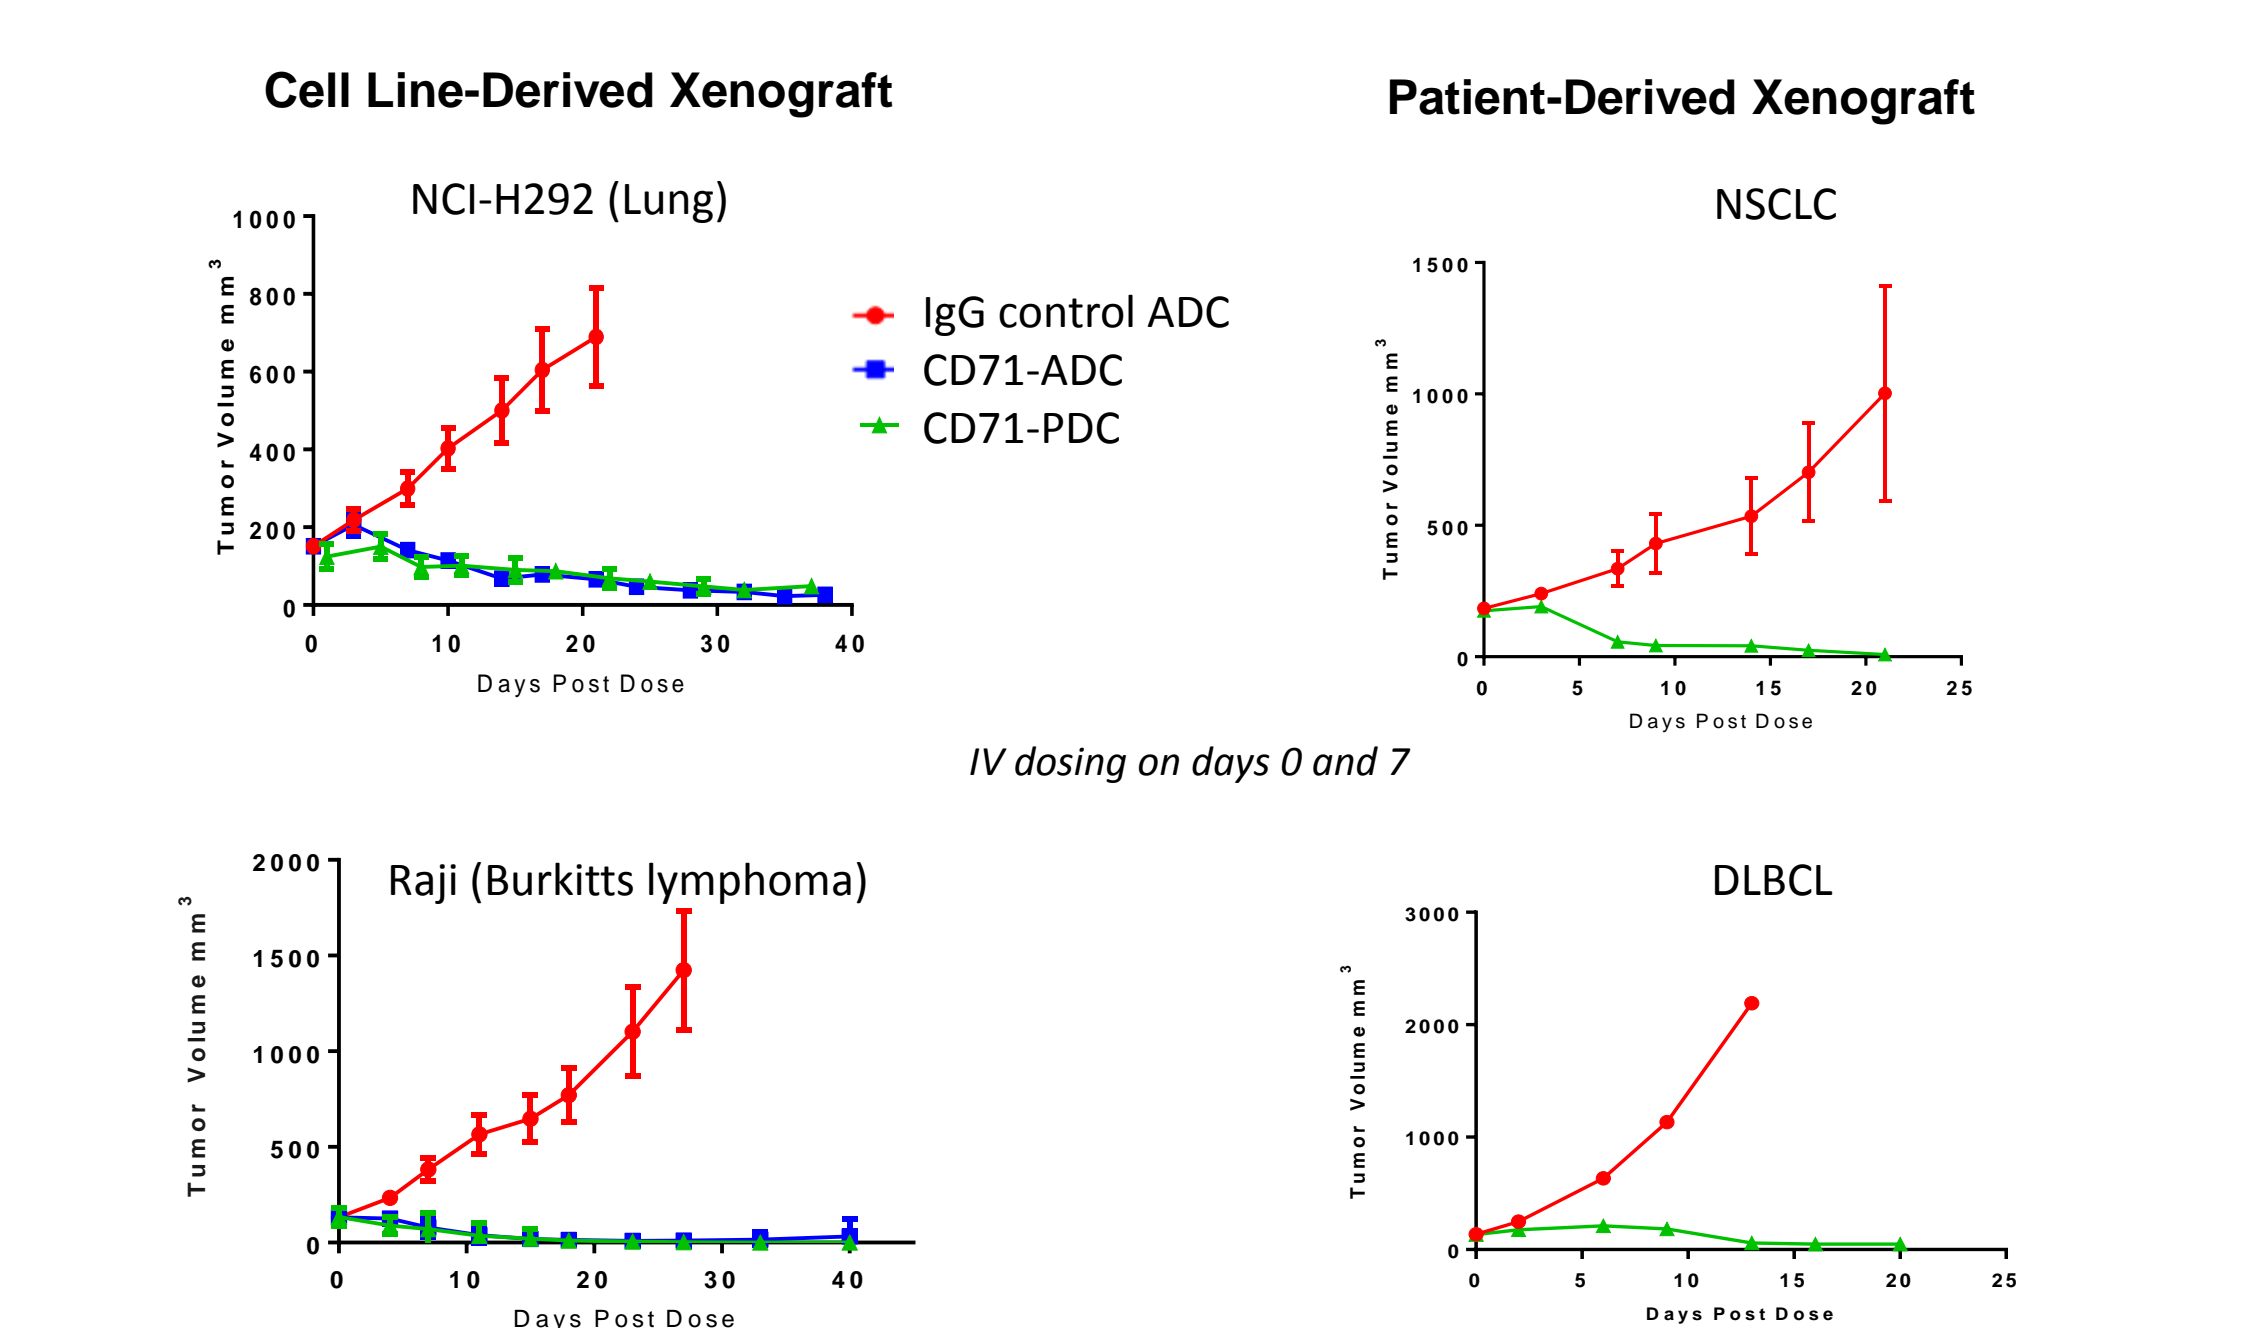 Cell Line-Derived Xenograft
Patient-Derived Xenograft
NCI-H292 (Lung)
1000
800
600
400
200
0
Tumor Volume mm³
0 10 20 30 40
Days Post Dose
IgG control ADC
CD71-ADC
CD71-PDC
NSCLC
1500
1000
500
0
Tumor Volume mm³
0 5 10 15 20 25
Days Post Dose
IV dosing on days 0 and 7
Raji (Burkitts lymphoma)
2000
1500
1000
500
0
Tumor Volume mm³
0 10 20 30 40
Days Post Dose
DLBCL
3000
2000
1000
0
Tumor Volume mm³
0 5 10 15 20 25
Days Post Dose